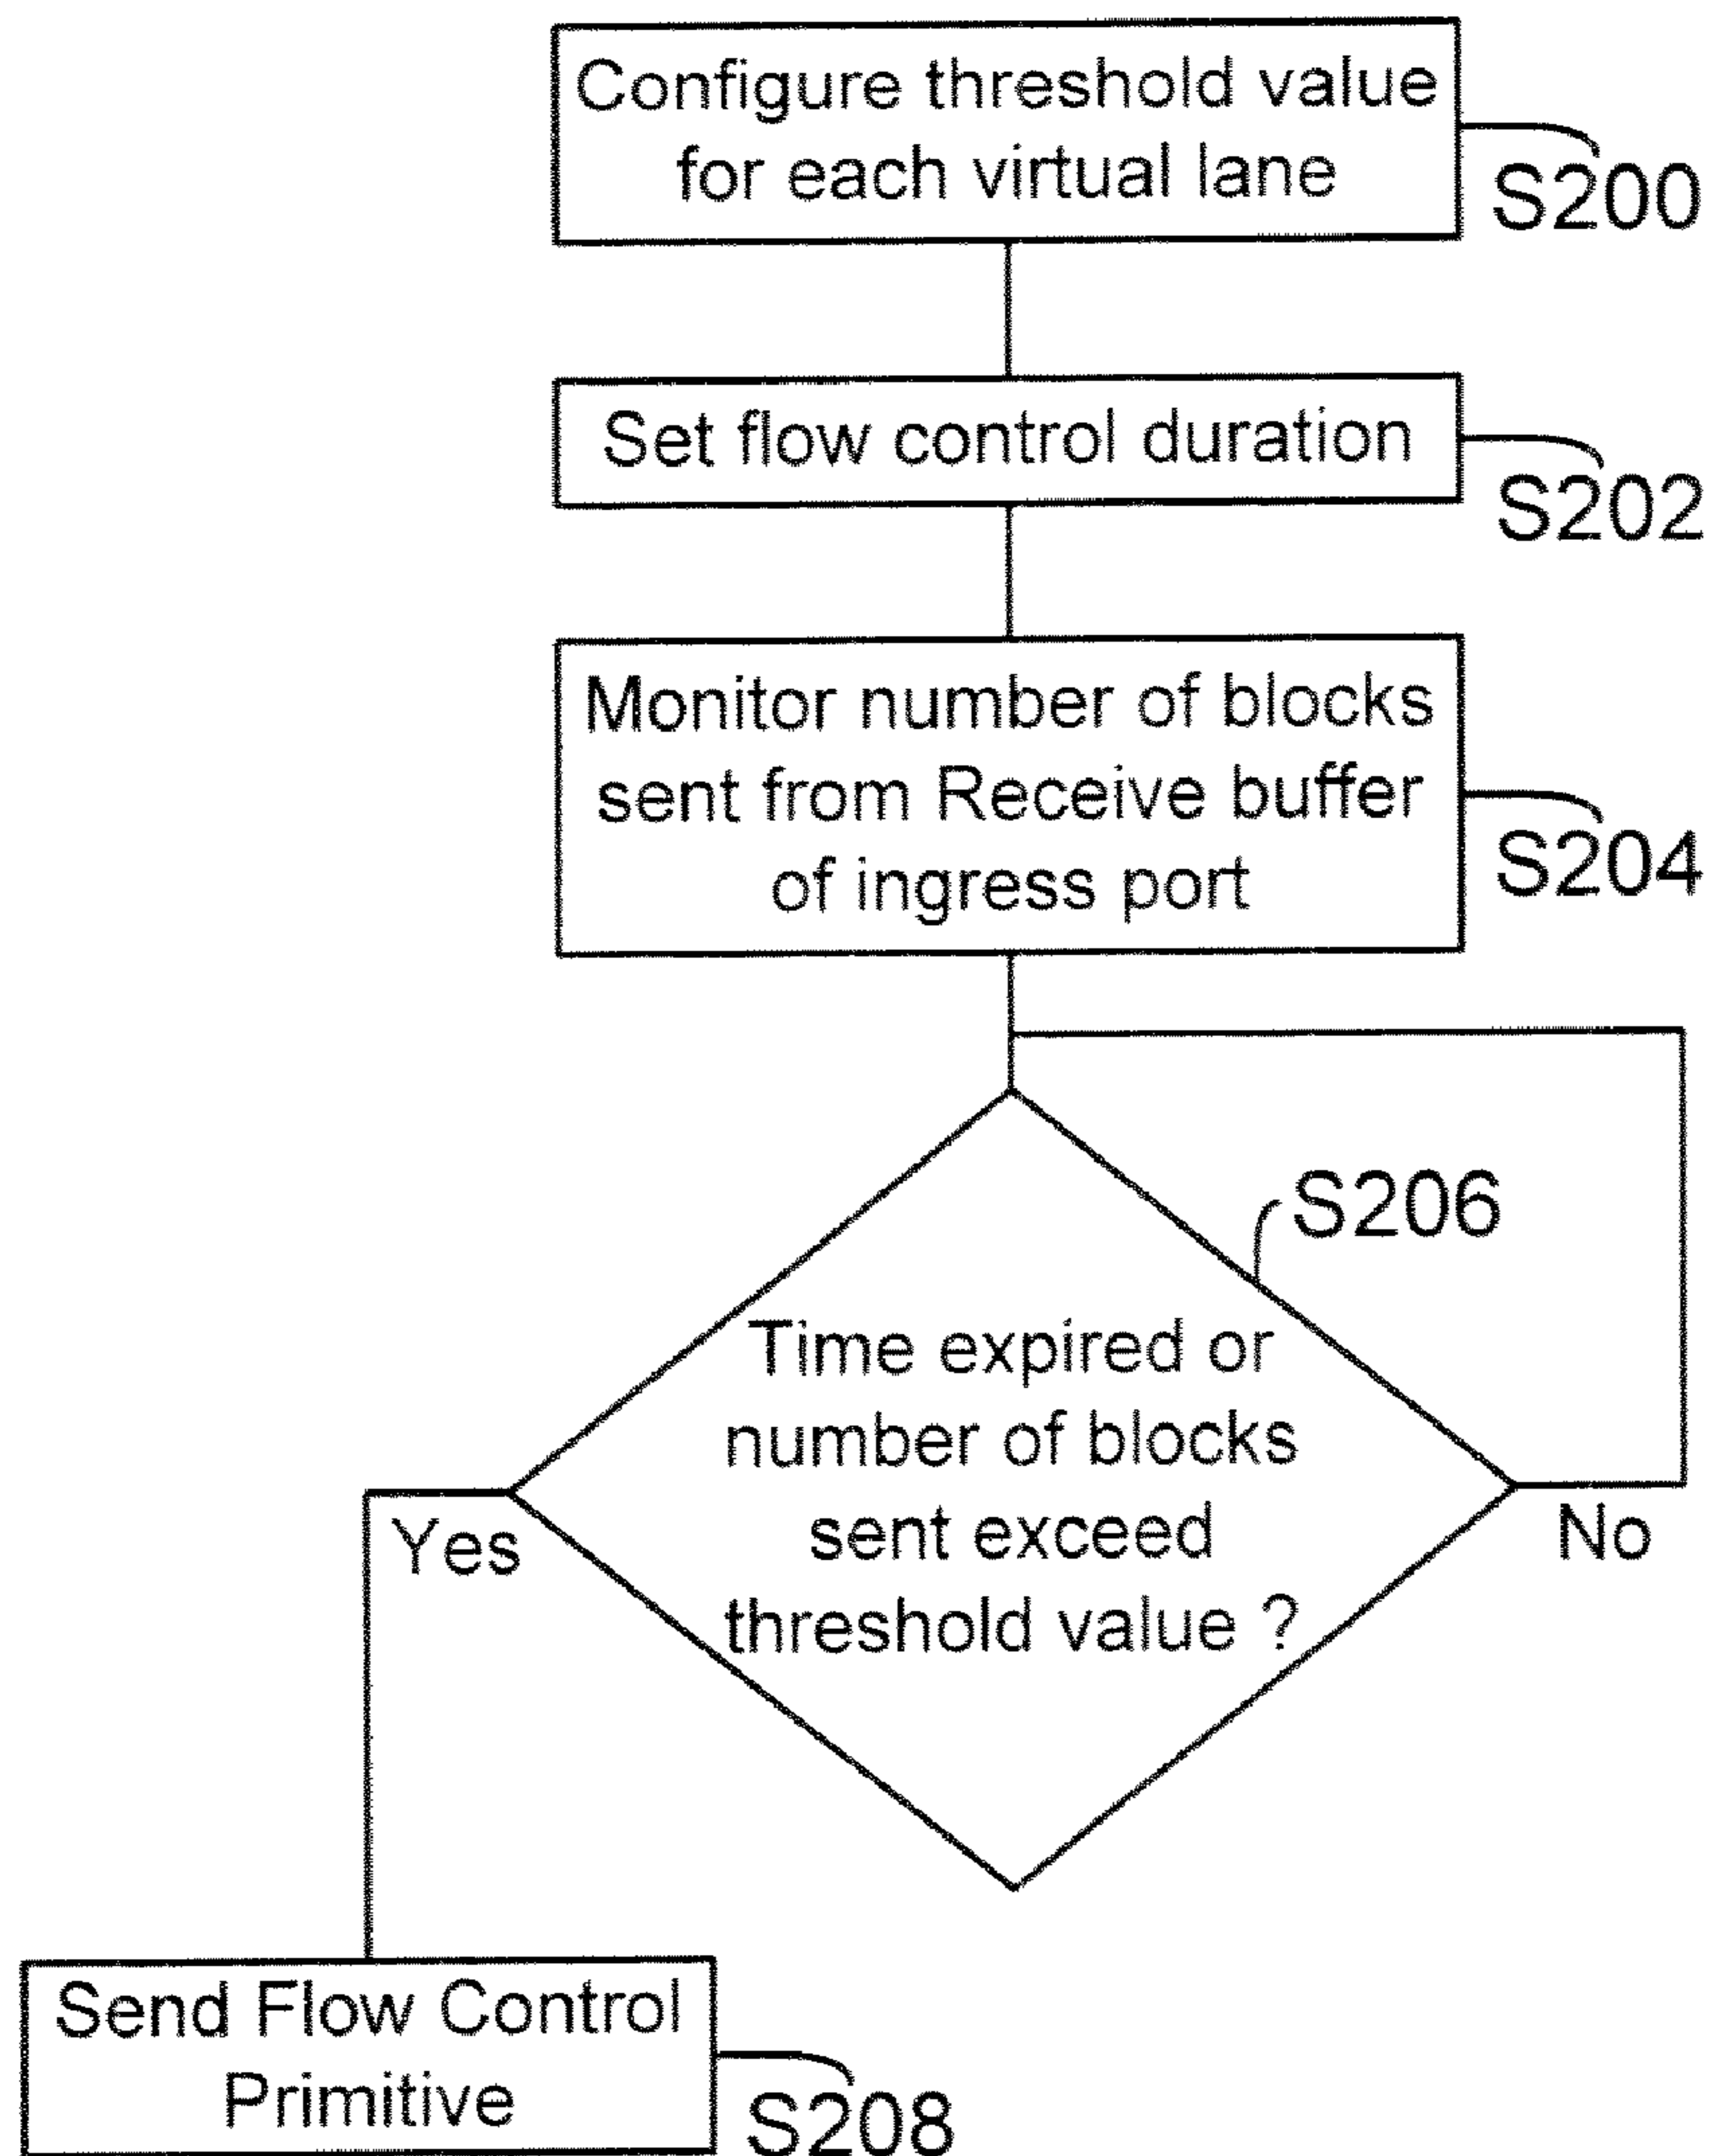 Configure threshold value
for each virtual lane
S200
Set flow control duration
S202
Monitor number of blocks
sent from Receive buffer
of ingress port
S204
S206
Time expired or
number of blocks
sent exceed
threshold value ?
Yes
No
Send Flow Control
Primitive
S208